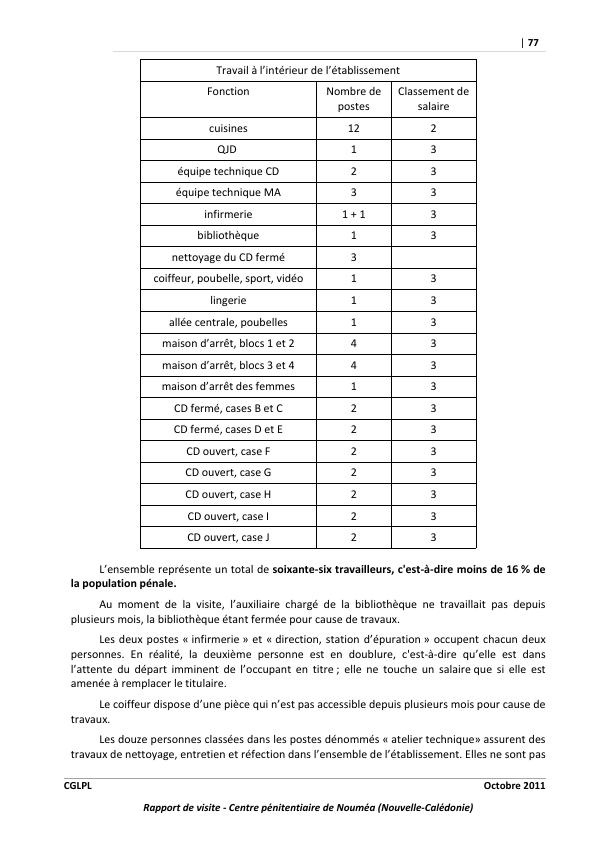 | 77
Travail à l'intérieur de l'établissement
Fonction Nombre de postes Classement de salaire
cuisines 12 2
QJD 1 3
équipe technique CD 2 3
équipe technique MA 3 3
infirmerie 1 + 1 3
bibliothèque 1 3
nettoyage du CD fermé 3
coiffeur, poubelle, sport, vidéo 1 3
lingerie 1 3
allée centrale, poubelles 1 3
maison d'arrêt, blocs 1 et 2 4 3
maison d'arrêt, blocs 3 et 4 4 3
maison d'arrêt des femmes 1 3
CD fermé, cases B et C 2 3
CD fermé, cases D et E 2 3
CD ouvert, case F 2 3
CD ouvert, case G 2 3
CD ouvert, case H 2 3
CD ouvert, case I 2 3
CD ouvert, case J 2 3
L'ensemble représente un total de soixante-six travailleurs, c'est-à-dire moins de 16 % de
la population pénale.
Au moment de la visite, l'auxiliaire chargé de la bibliothèque ne travaillait pas depuis
plusieurs mois, la bibliothèque étant fermée pour cause de travaux.
Les deux postes « infirmerie » et « direction, station d'épuration » occupent chacun deux
personnes. En réalité, la deuxième personne est en doublure, c'est-à-dire qu'elle est dans
l'attente du départ imminent de l'occupant en titre ; elle ne touche un salaire que si elle est
amenée à remplacer le titulaire.
Le coiffeur dispose d'une pièce qui n'est pas accessible depuis plusieurs mois pour cause de
travaux.
Les douze personnes classées dans les postes dénommés « atelier technique» assurent des
travaux de nettoyage, entretien et réfection dans l'ensemble de l'établissement. Elles ne sont pas
CGLPL Octobre 2011
Rapport de visite - Centre pénitentiaire de Nouméa (Nouvelle-Calédonie)